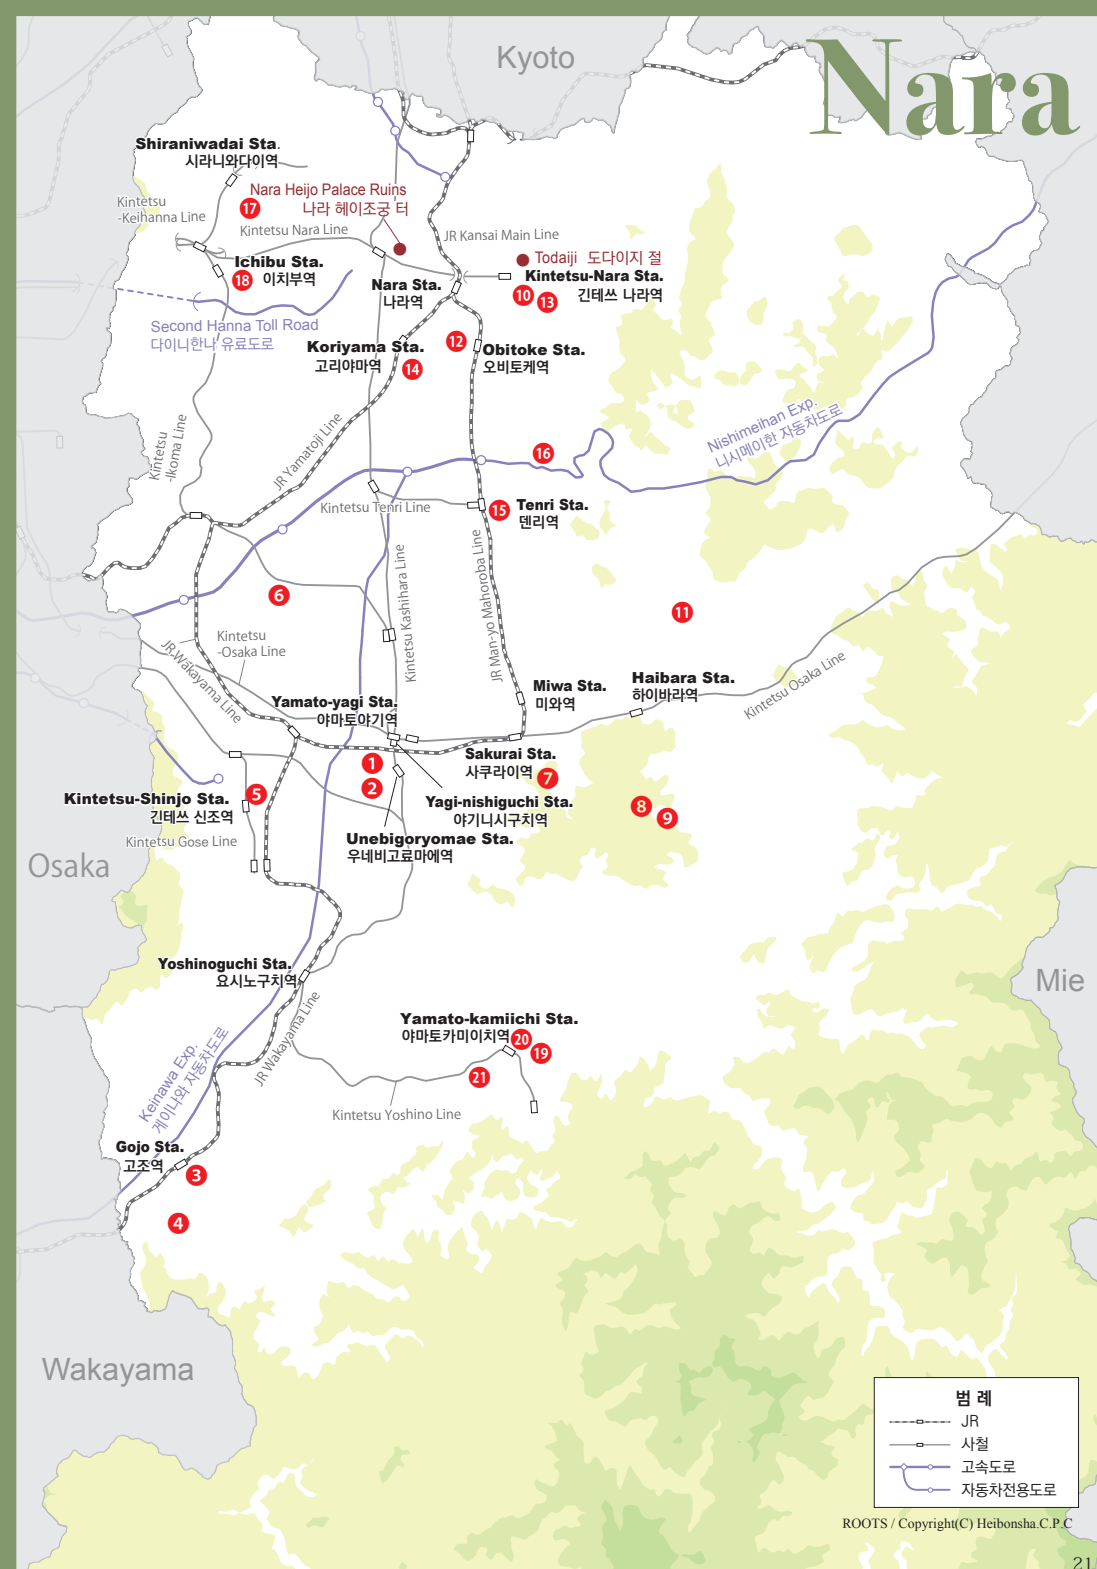 Nara
Kyoto
Shiraniwadai Sta.
시라니와다이역
Nara Heijo Palace Ruins
나라 헤이조궁 터
Kintetsu
-Keihanna Line
17
Kintetsu Nara Line
JR Kansai Main Line
Todaiji 도다이지 절
Ichibu Sta.
이치부역
18
Kintetsu-Nara Sta.
긴테쓰 나라역
Nara Sta.
나라역
10
13
Second Hanna Toll Road
다이니한나 유료도로
Koriyama Sta.
고리야마역
12
14
Obitoke Sta.
오비토케역
Nishimeihan Exp.
니시메이한 자동차도로
Kintetsu
-Ikoma Line
JR Yamatoji Line
16
Kintetsu Tenri Line
15
Tenri Sta.
덴리역
Kintetsu Kashihara Line
JR Man-yo Mahoroba Line
6
11
Kintetsu
-Osaka Line
JR Wakayama Line
Kintetsu Osaka Line
Miwa Sta.
미와역
Haibara Sta.
하이바라역
Yamato-yagi Sta.
야마토야기역
Sakurai Sta.
사쿠라이역
1
2
7
5
8
9
Kintetsu-Shinjo Sta.
긴테쓰 신조역
Yagi-nishiguchi Sta.
야기니시구치역
Kintetsu Gose Line
Unebigoryomae Sta.
우네비고료마에역
Osaka
Yoshinoguchi Sta.
요시노구치역
Mie
JR Wakayama Line
Yamato-kamiichi Sta.
야마토카미이치역
20
19
21
Keinawa Exp.
게이나와 자동차도로
Kintetsu Yoshino Line
Gojo Sta.
고조역
3
4
Wakayama
범 례
JR
사철
고속도로
자동차전용도로
ROOTS / Copyright(C) Heibonsha.C.P.C
21